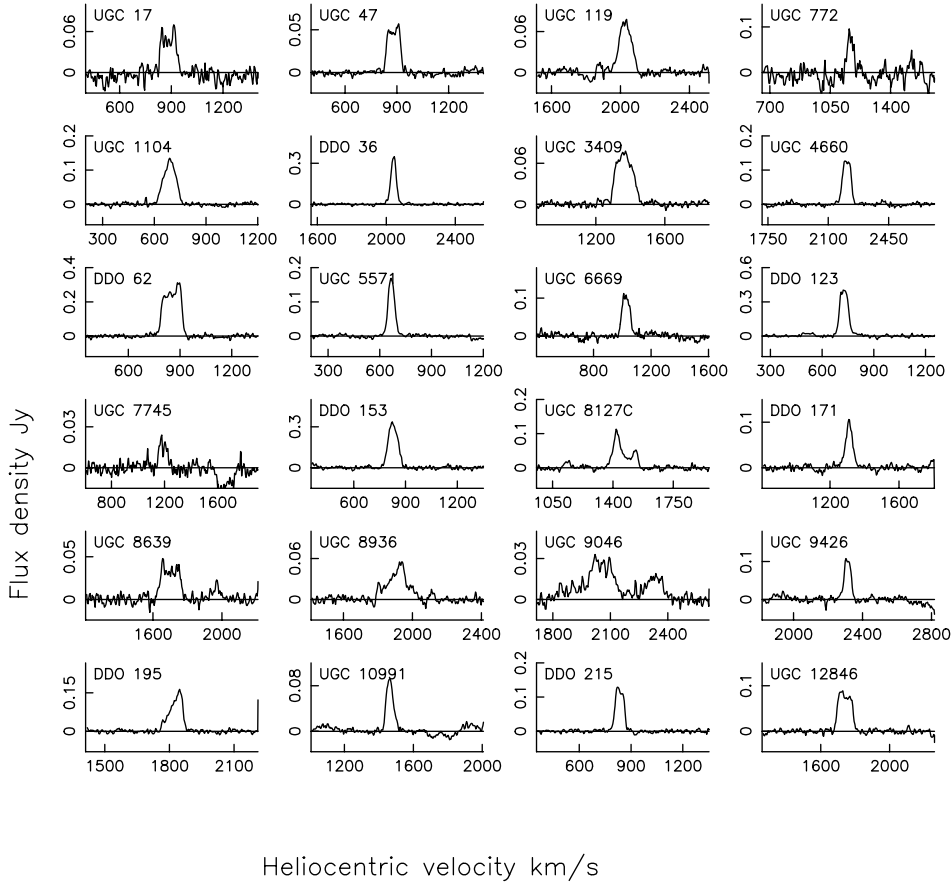 UGC 17 UGC 47 UGC 119 UGC 772
0.06 0 0.05 0 0.06 0 0.1 0
600 900 1200 600 900 1200 1600 2000 2400 700 1050 1400
UGC 1104 DDO 36 UGC 3409 UGC 4660
0.2 0.1 0 0.3 0 0.06 0 0.2 0.1 0
300 600 900 1200 1600 2000 2400 1200 1600 1750 2100 2450
DDO 62 UGC 5571 UGC 6669 DDO 123
0.4 0.2 0 0.2 0.1 0 0.1 0 0.6 0.3 0
600 900 300 600 900 1200 800 1200 1600 300 600 900 1200
UGC 7745 DDO 153 UGC 8127C DDO 171
0.03 0 0.3 0 0.2 0.1 0 0.1 0
800 1200 1600 600 900 1200 1050 1400 1750 1200 1600
UGC 8639 UGC 8936 UGC 9046 UGC 9426
0.05 0 0.06 0 0.03 0 0.1 0
1600 2000 1600 2000 2400 1800 2100 2400 2000 2400 2800
DDO 195 UGC 10991 DDO 215 UGC 12846
0.15 0 0.08 0 0.2 0.1 0 0.1 0
1500 1800 2100 1200 1600 2000 600 900 1200 1600 2000
Flux density Jy
Heliocentric velocity km/s